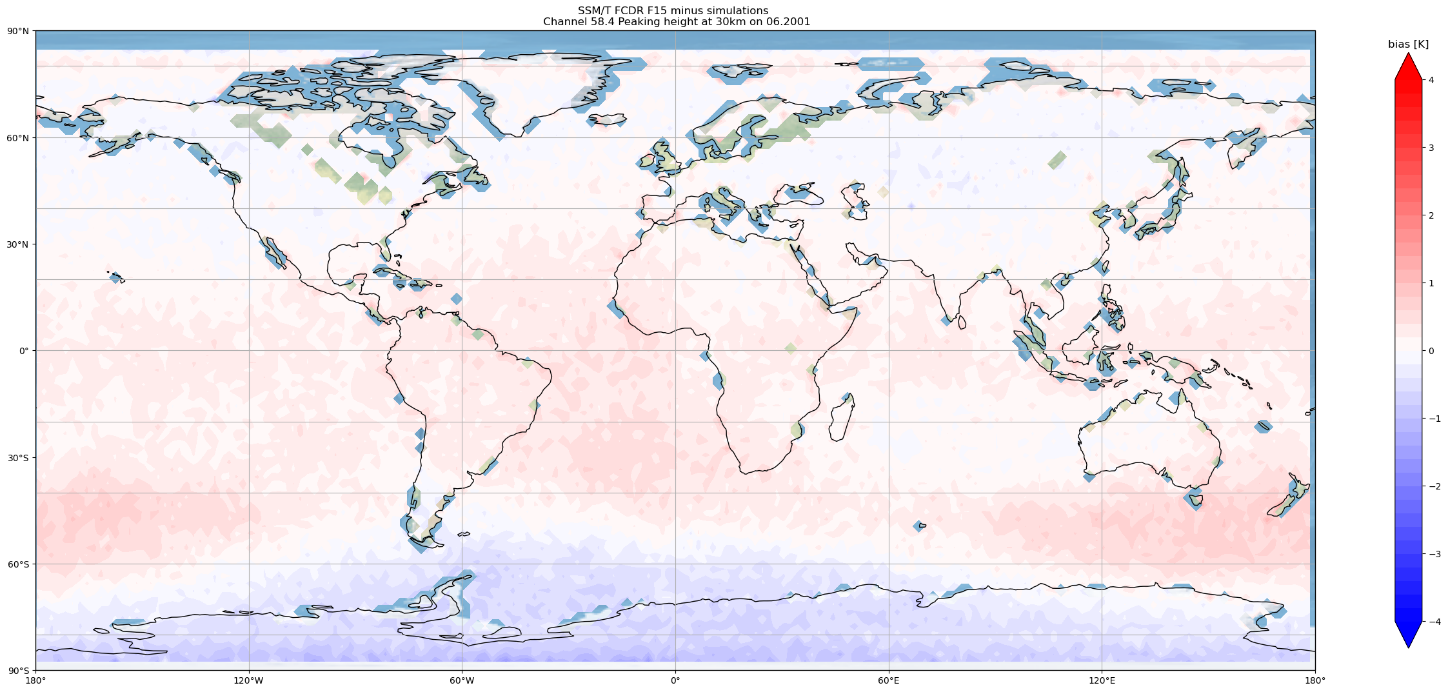 SSM/T FCDR F15 minus simulations
Channel 58.4 Peaking height at 30km on 06.2001
bias [K]
90°N
60°N
30°N
0°
30°S
60°S
90°S
180°
120°W
60°W
0°
60°E
120°E
180°
4
3
2
1
0
−1
−2
−3
−4